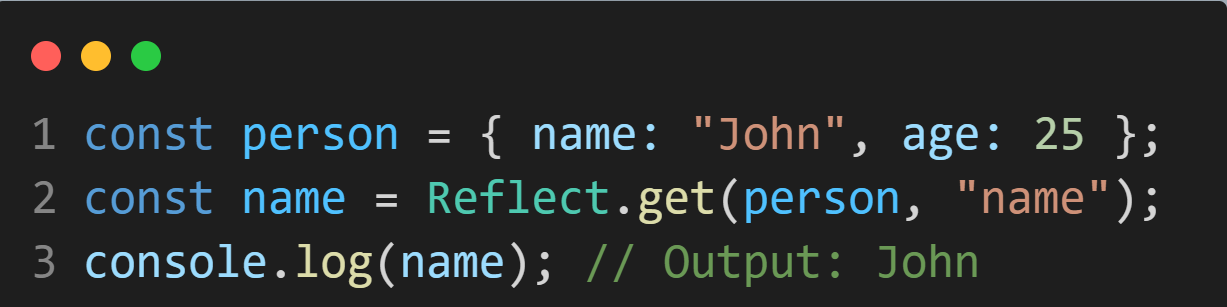 1 const person = { name: "John", age: 25 };
2 const name = Reflect.get(person, "name");
3 console.log(name); // Output: John